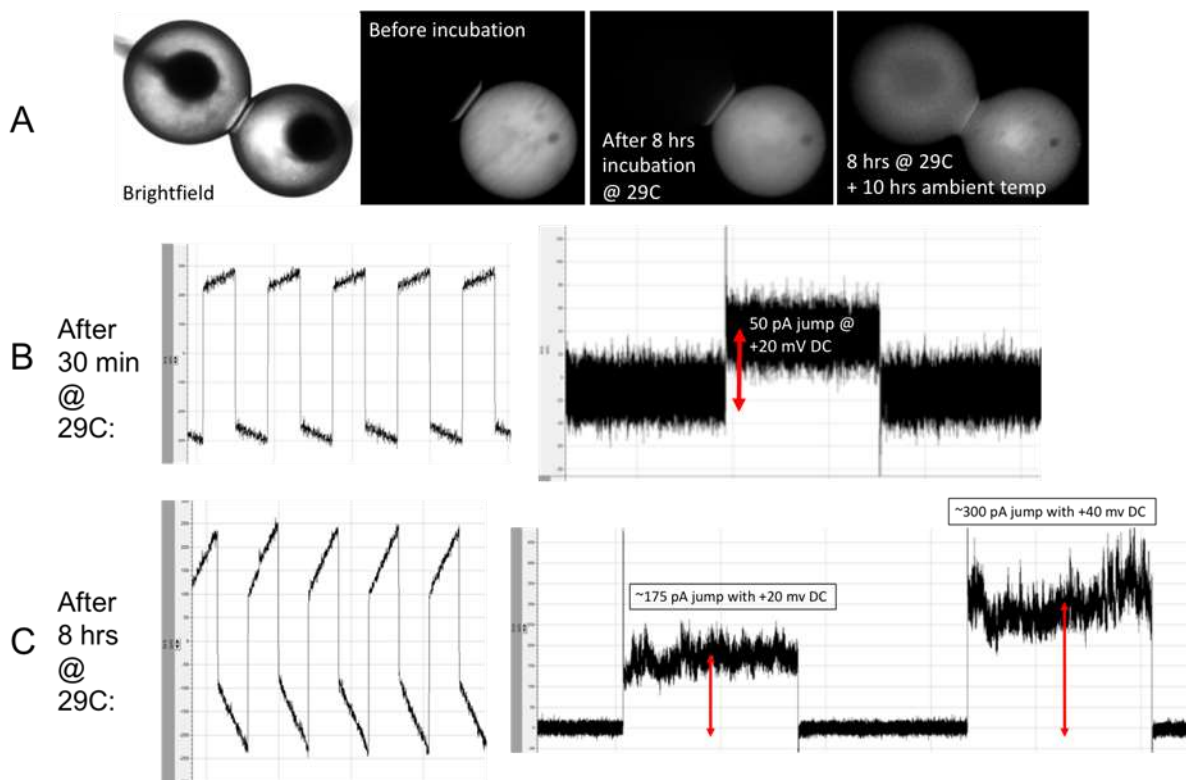 A
Brightfield
Before incubation
After 8 hrs
incubation
@ 29C
8 hrs @ 29C
+ 10 hrs ambient temp
B
After
30 min
@
29C:
50 pA jump @
+20 mV DC
C
After
8 hrs
@
29C:
~175 pA jump with +20 mv DC
~300 pA jump with +40 mv DC